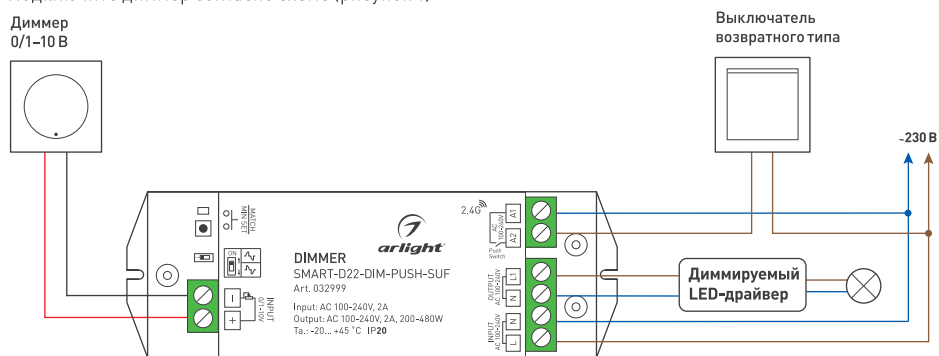 Диммер
0/1–10 В
Выключатель
возвратного типа
~230 В
MATCH
MIN SET
ON
INPUT
0/1-10V
–
+
2.4G
arlight
DIMMER
SMART-D22-DIM-PUSH-SUF
Art. 032999
Input: AC 100-240V, 2A
Output: AC 100-240V, 2A, 200-480W
Ta.: -20... +45 °C IP20
AC
100-240V
Push
Switch
A1
A2
OUTPUT
AC 100-240V
L1
N
INPUT
AC 100-240V
N
L
Диммируемый
LED-драйвер